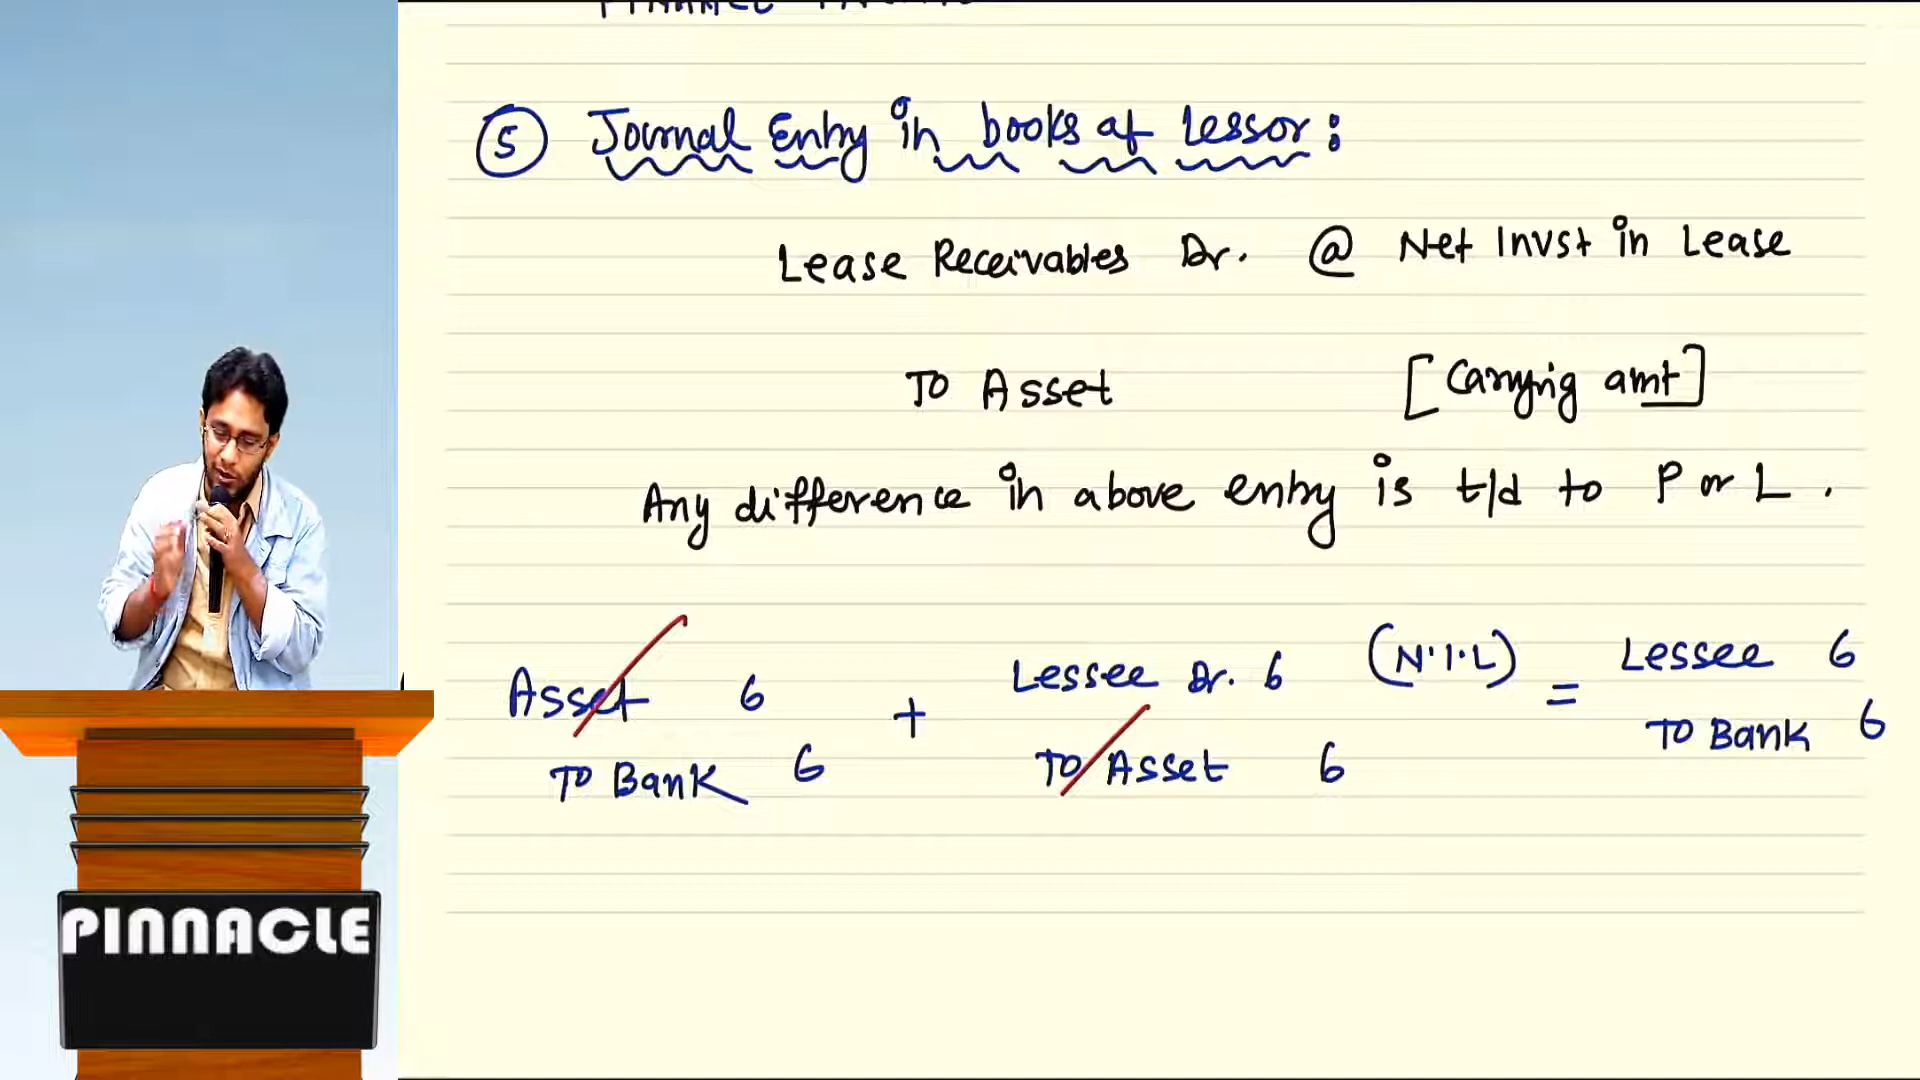 5 Journal Entry in books of Lessor:
Lease Receivables Dr. @ Net Invst in Lease
To Asset [Carrying amt]
Any difference in above entry is t/d to P or L.
Asset 6 + Lessee Dr. 6 (N.I.L) = Lessee 6
To Bank 6 To Asset 6 To Bank 6
PINNACLE